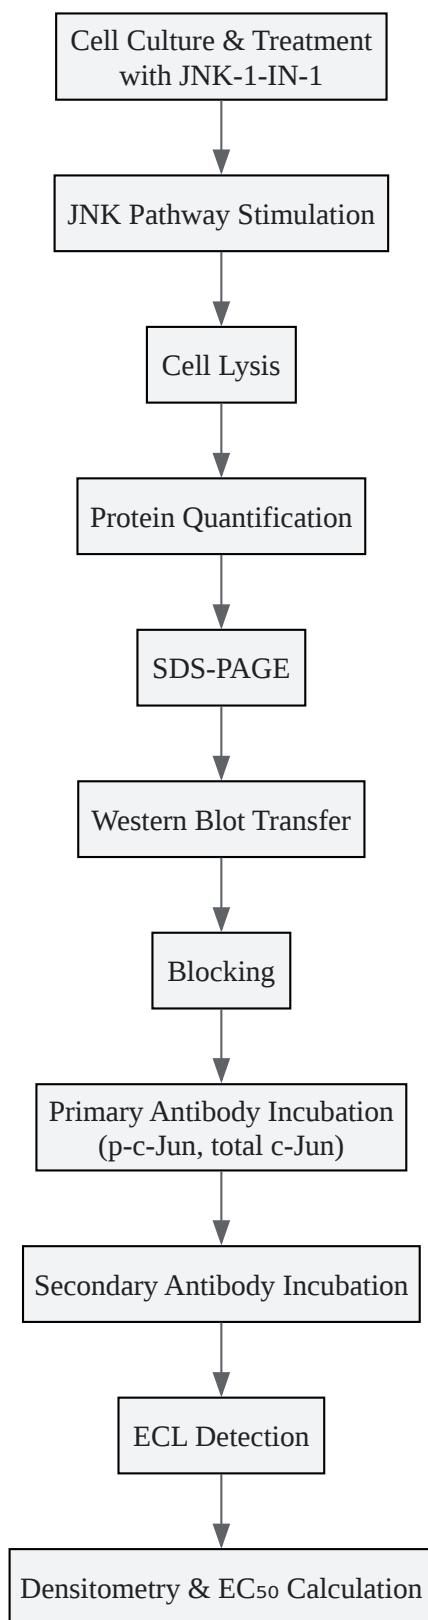 Cell Culture & Treatment
with JNK-1-IN-1
JNK Pathway Stimulation
Cell Lysis
Protein Quantification
SDS-PAGE
Western Blot Transfer
Blocking
Primary Antibody Incubation
(p-c-Jun, total c-Jun)
Secondary Antibody Incubation
ECL Detection
Densitometry & EC₅₀ Calculation